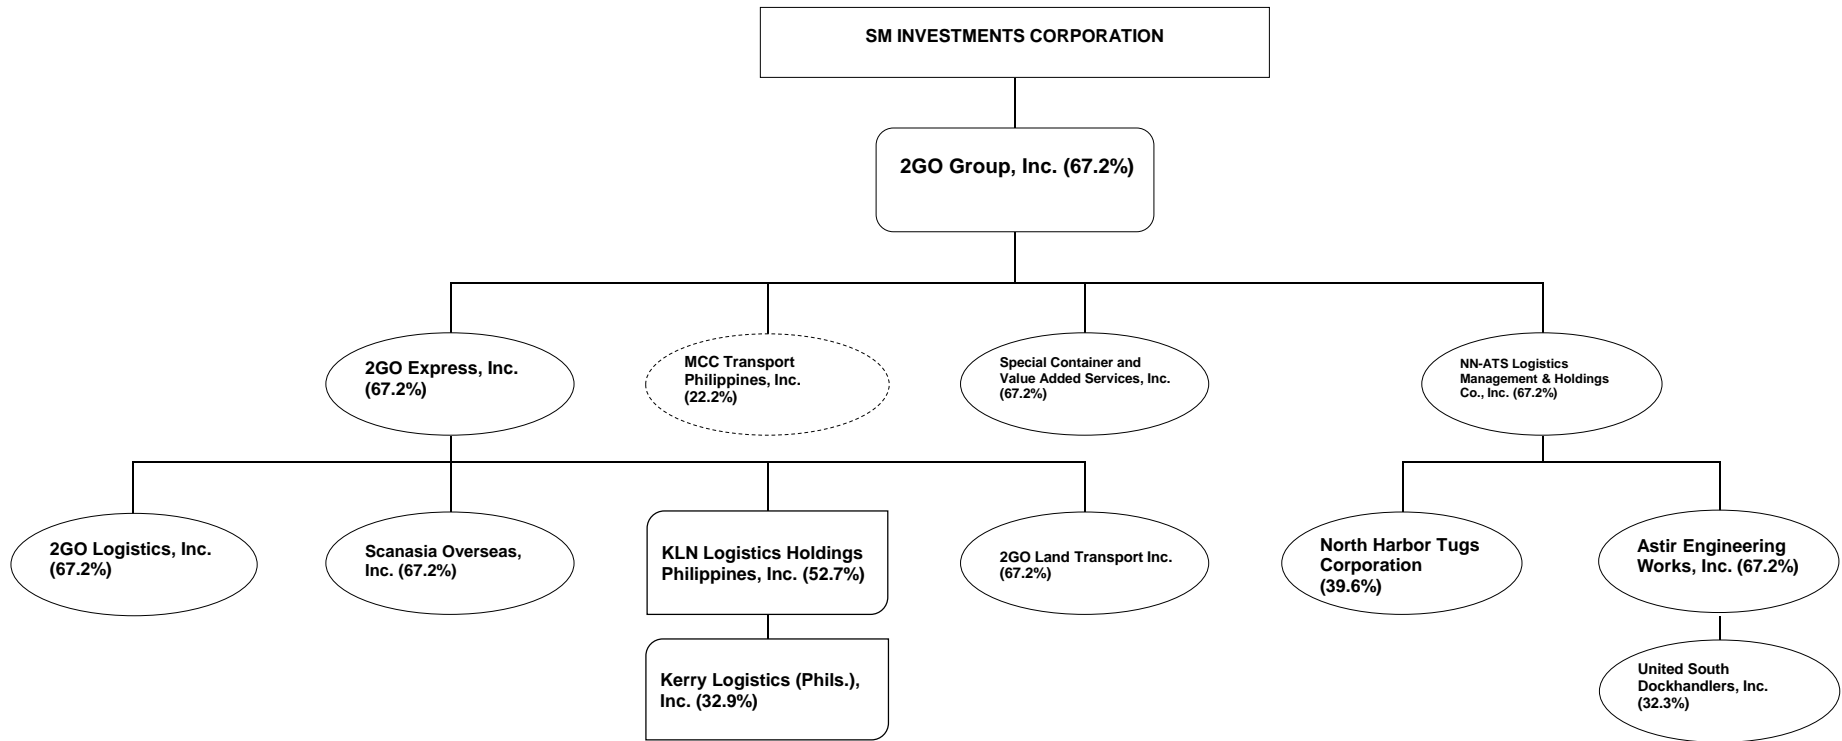 SM INVESTMENTS CORPORATION
2GO Group, Inc. (67.2%)
2GO Express, Inc.
(67.2%)
MCC Transport
Philippines, Inc.
(22.2%)
Special Container and
Value Added Services, Inc.
(67.2%)
NN-ATS Logistics
Management & Holdings
Co., Inc. (67.2%)
2GO Logistics, Inc.
(67.2%)
Scanasia Overseas,
Inc. (67.2%)
KLN Logistics Holdings
Philippines, Inc. (52.7%)
2GO Land Transport Inc.
(67.2%)
North Harbor Tugs
Corporation
(39.6%)
Astir Engineering
Works, Inc. (67.2%)
Kerry Logistics (Phils.),
Inc. (32.9%)
United South
Dockhandlers, Inc.
(32.3%)